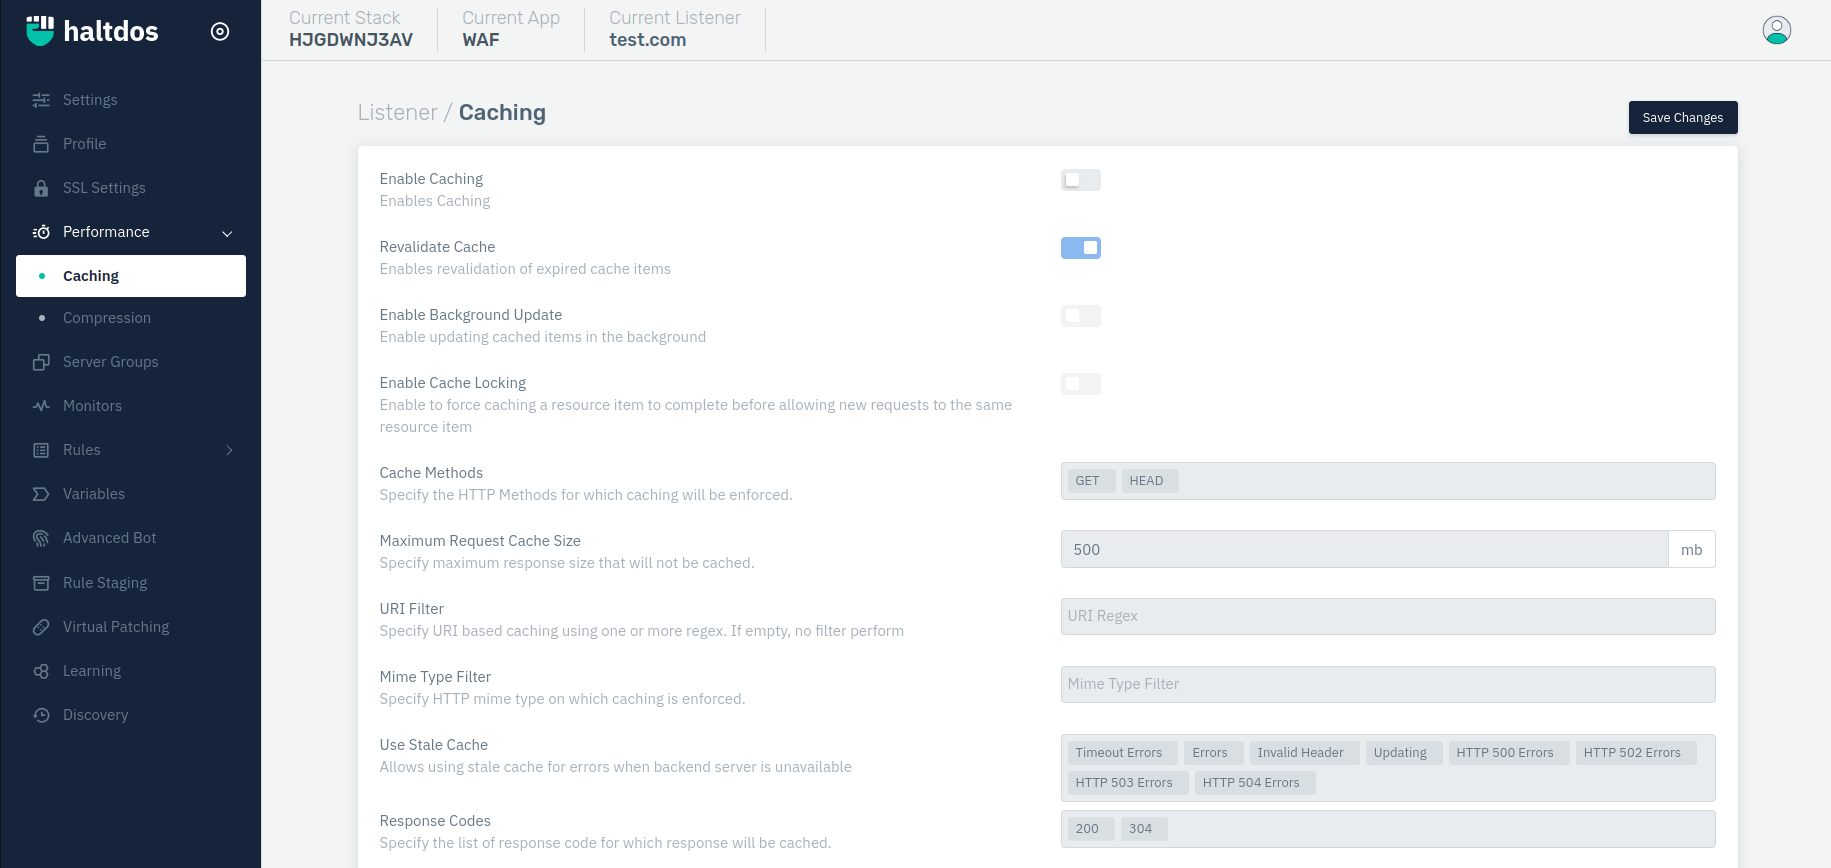 haltdos
Current Stack
HJGDWNJ3AV
Current App
WAF
Current Listener
test.com
Settings
Profile
SSL Settings
Performance
Caching
Compression
Server Groups
Monitors
Rules
Variables
Advanced Bot
Rule Staging
Virtual Patching
Learning
Discovery
Listener / Caching
Save Changes
Enable Caching
Enables Caching
Revalidate Cache
Enables revalidation of expired cache items
Enable Background Update
Enable updating cached items in the background
Enable Cache Locking
Enable to force caching a resource item to complete before allowing new requests to the same
resource item
Cache Methods
Specify the HTTP Methods for which caching will be enforced.
GET HEAD
Maximum Request Cache Size
Specify maximum response size that will not be cached.
500 mb
URI Filter
Specify URI based caching using one or more regex. If empty, no filter perform
URI Regex
Mime Type Filter
Specify HTTP mime type on which caching is enforced.
Mime Type Filter
Use Stale Cache
Allows using stale cache for errors when backend server is unavailable
Timeout Errors Errors Invalid Header Updating HTTP 500 Errors HTTP 502 Errors
HTTP 503 Errors HTTP 504 Errors
Response Codes
Specify the list of response code for which response will be cached.
200 304